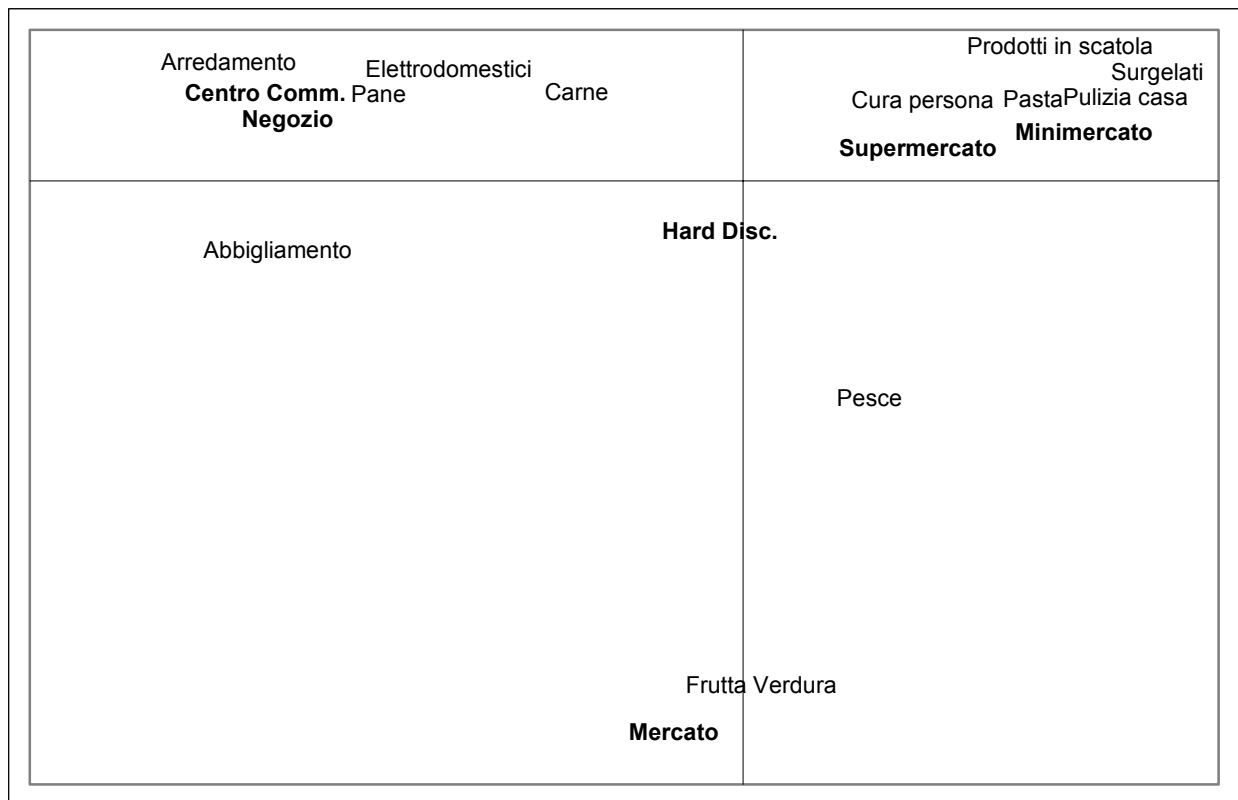 Prodotti in scatola
Arredamento
Elettrodomestici
Surgelati
Centro Comm.
Pane
Carne
Cura persona
Pasta
Pulizia casa
Negozio
Minimercato
Supermercato
Hard Disc.
Abbigliamento
Pesce
Frutta Verdura
Mercato